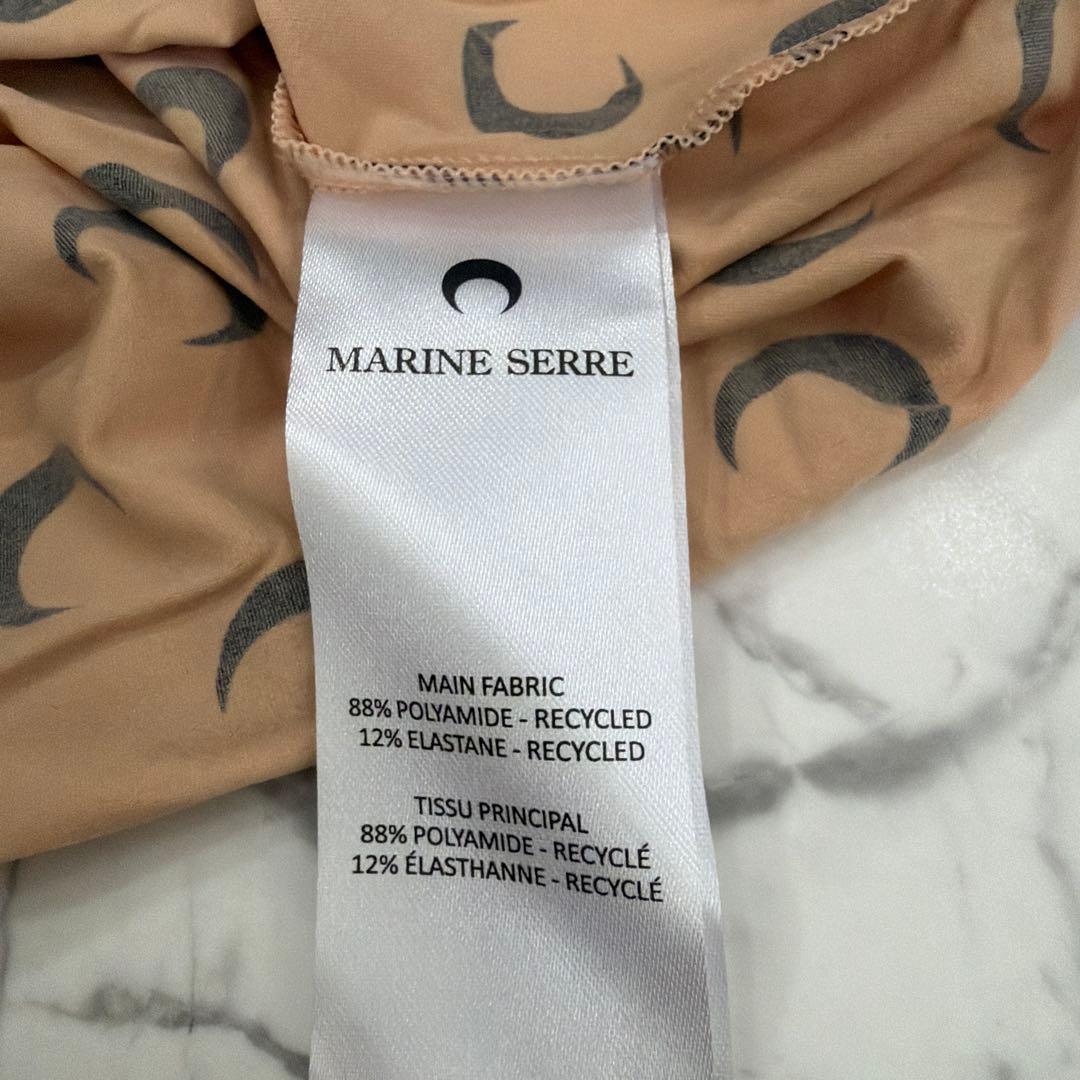 MARINE SERRE
MAIN FABRIC
88% POLYAMIDE - RECYCLED
12% ELASTANE - RECYCLED
TISSU PRINCIPAL
88% POLYAMIDE - RECYCLÉ
12% ÉLASTHANNE - RECYCLÉ